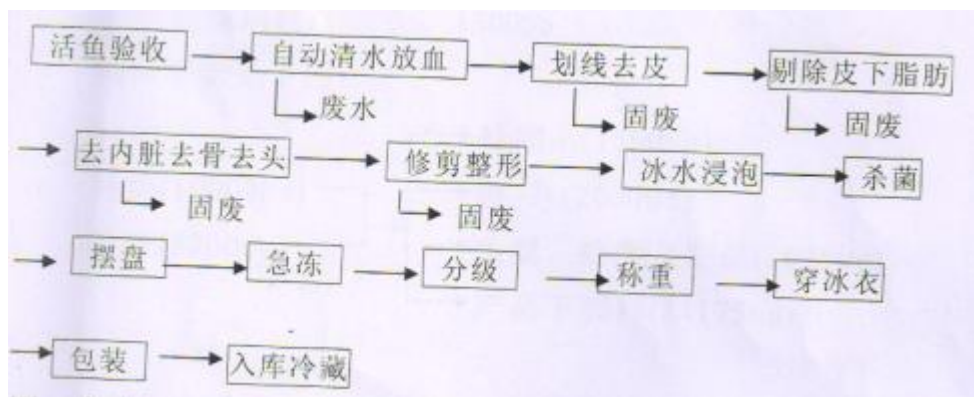 活鱼验收 自动清水放血 划线去皮 剔除皮下脂肪
废水 固废 固废
去内脏去骨去头 修剪整形 冰水浸泡 杀菌
固废 固废
摆盘 急冻 分级 称重 穿冰衣
包装 入库冷藏